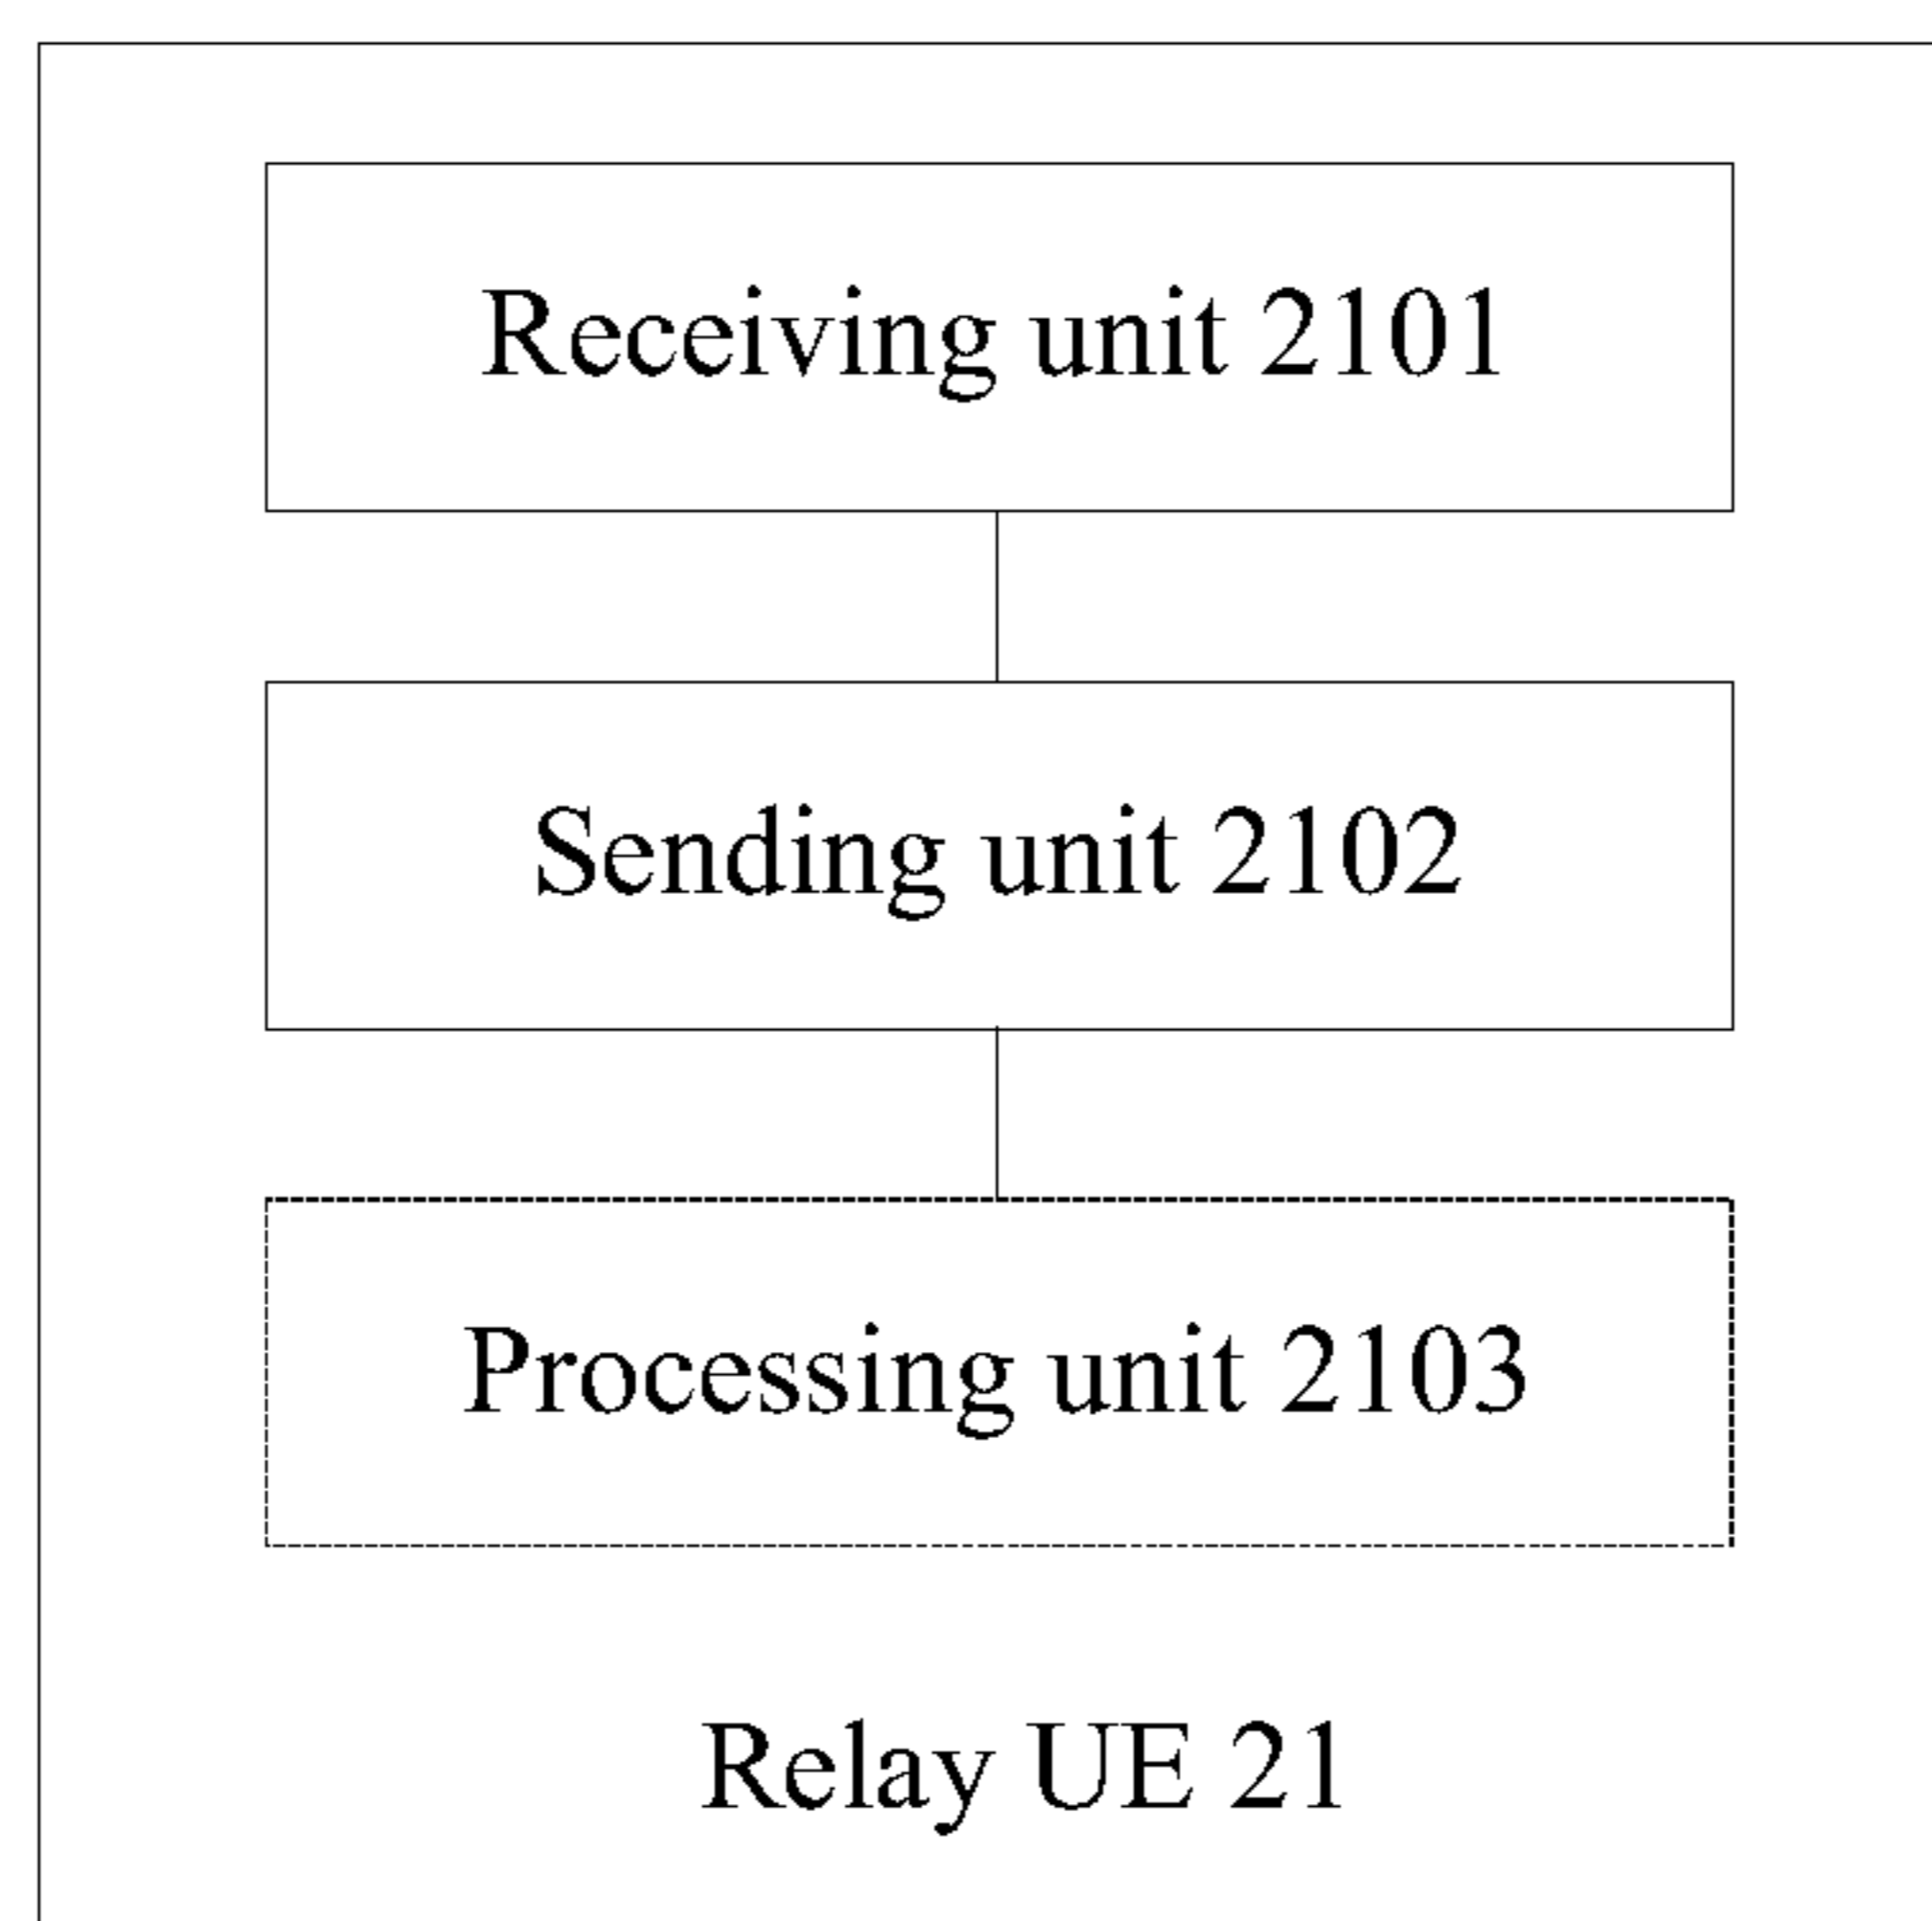 Receiving unit 2101
Sending unit 2102
Processing unit 2103
Relay UE 21